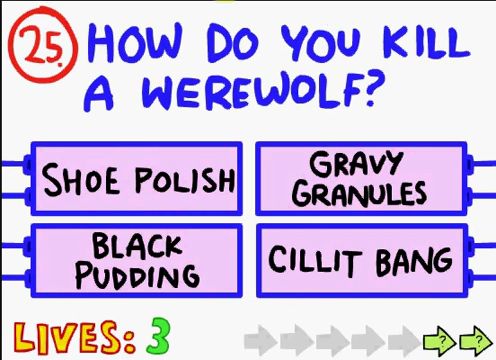 25.
HOW DO YOU KILL
A WEREWOLF?
SHOE POLISH
GRAVY
GRANULES
BLACK
PUDDING
CILLIT BANG
LIVES: 3
? ?